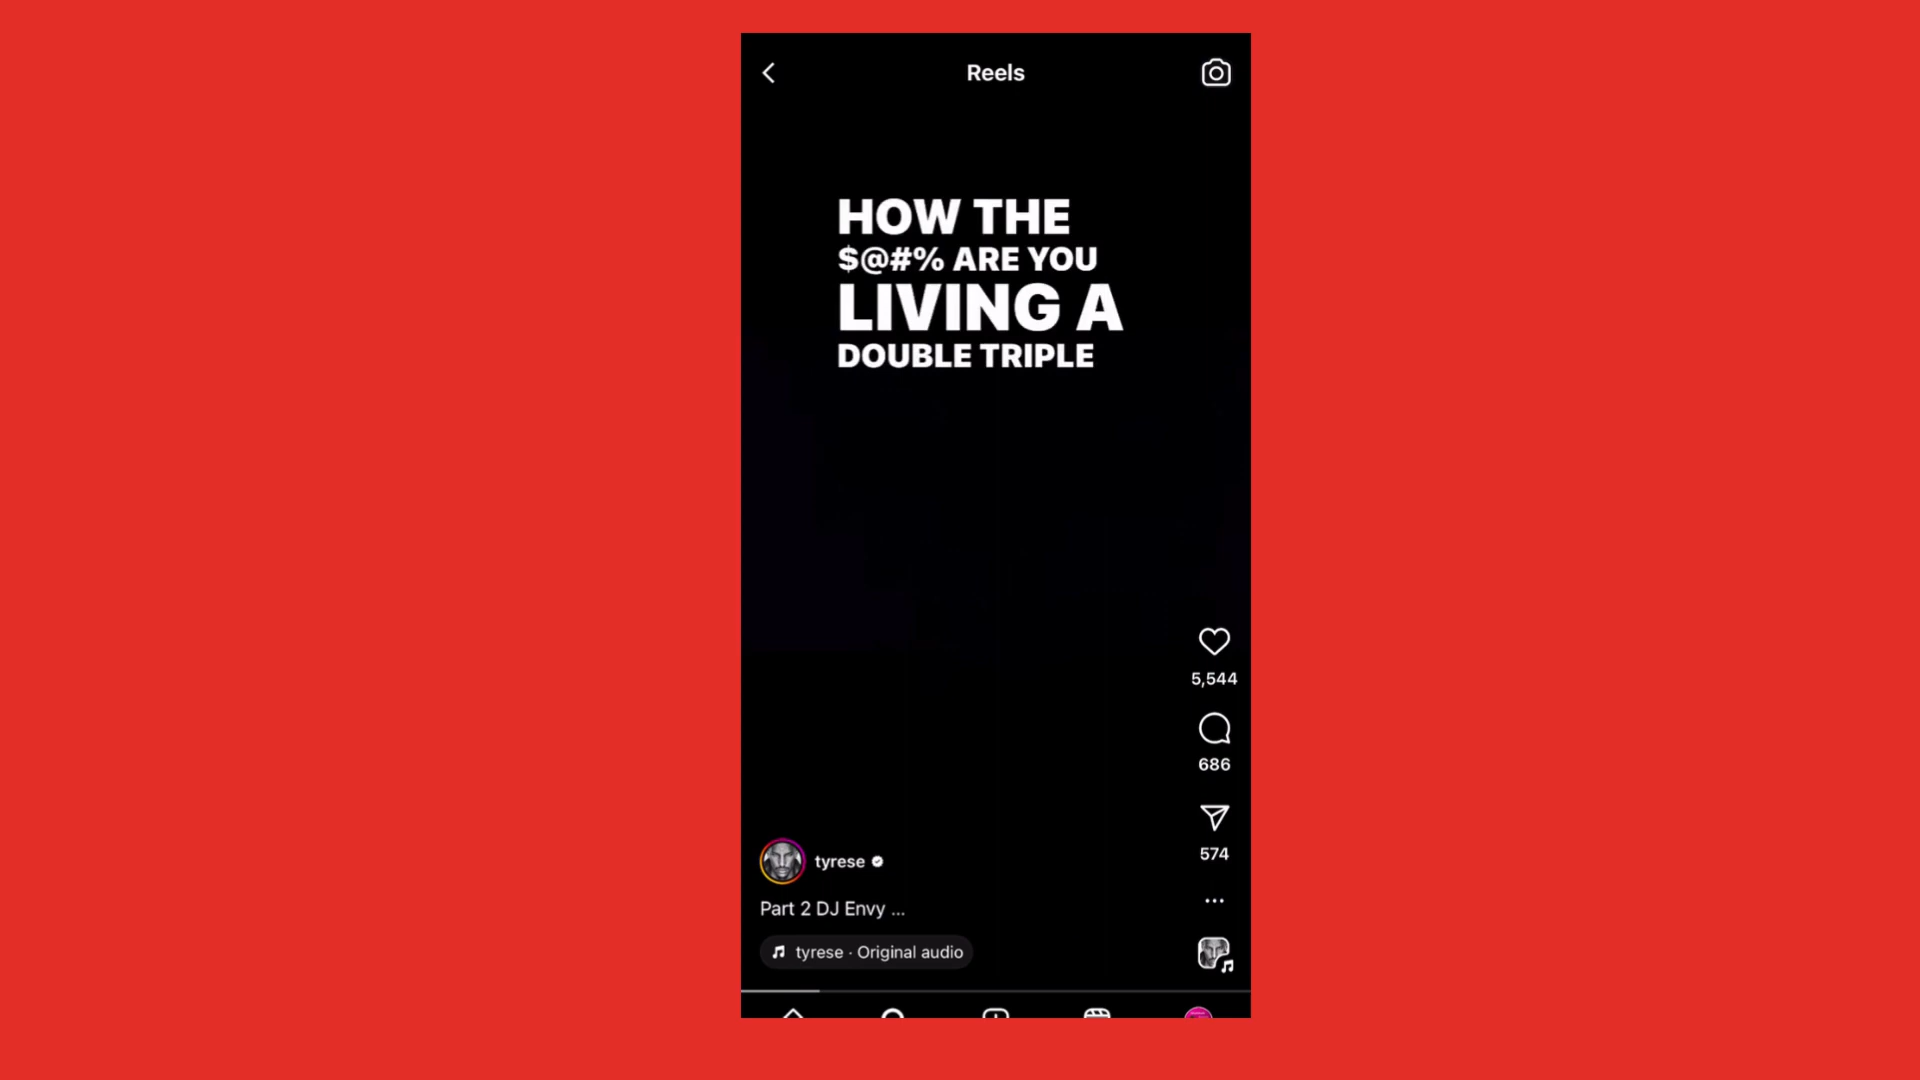 Reels
HOW THE
$@#% ARE YOU
LIVING A
DOUBLE TRIPLE
5,544
686
574
tyrese
Part 2 DJ Envy ...
tyrese · Original audio